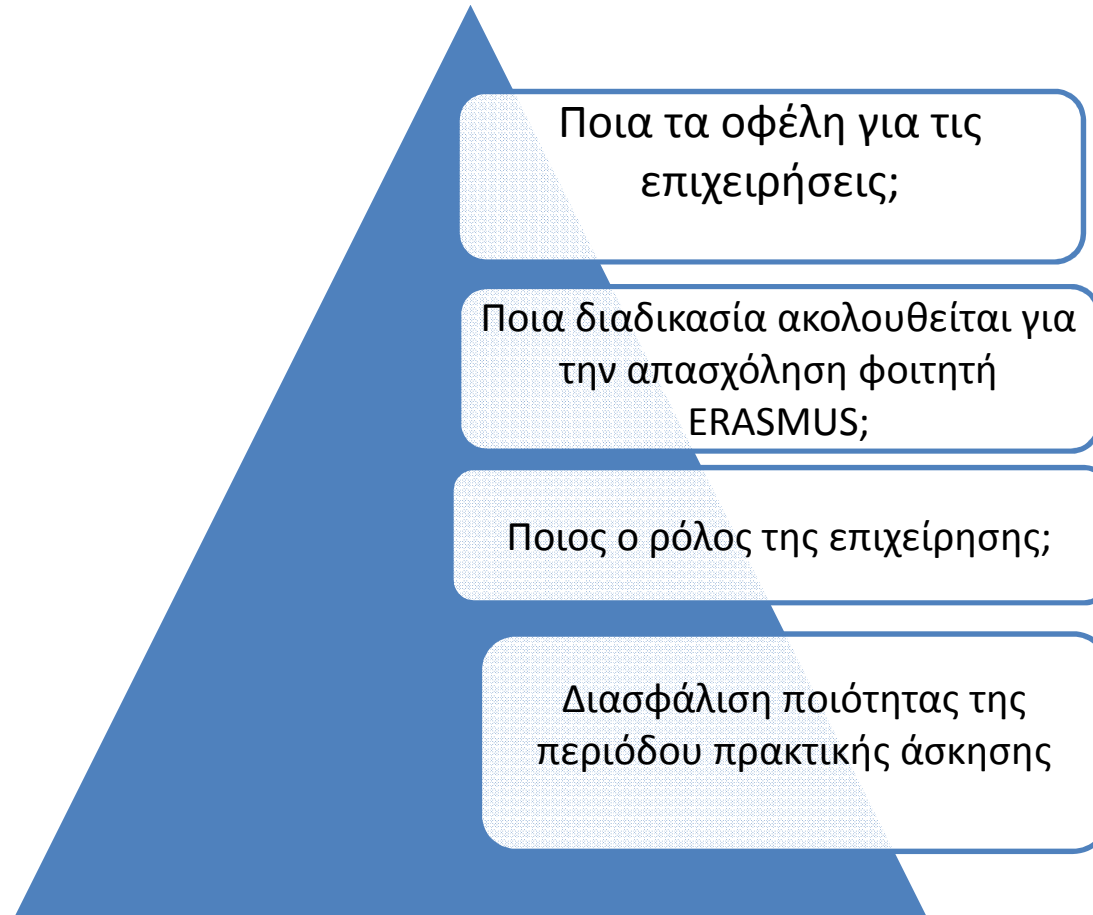 Ποια τα οφέλη για τις
επιχειρήσεις;
Ποια διαδικασία ακολουθείται για
την απασχόληση φοιτητή
ERASMUS;
Ποιος ο ρόλος της επιχείρησης;
Διασφάλιση ποιότητας της
περιόδου πρακτικής άσκησης